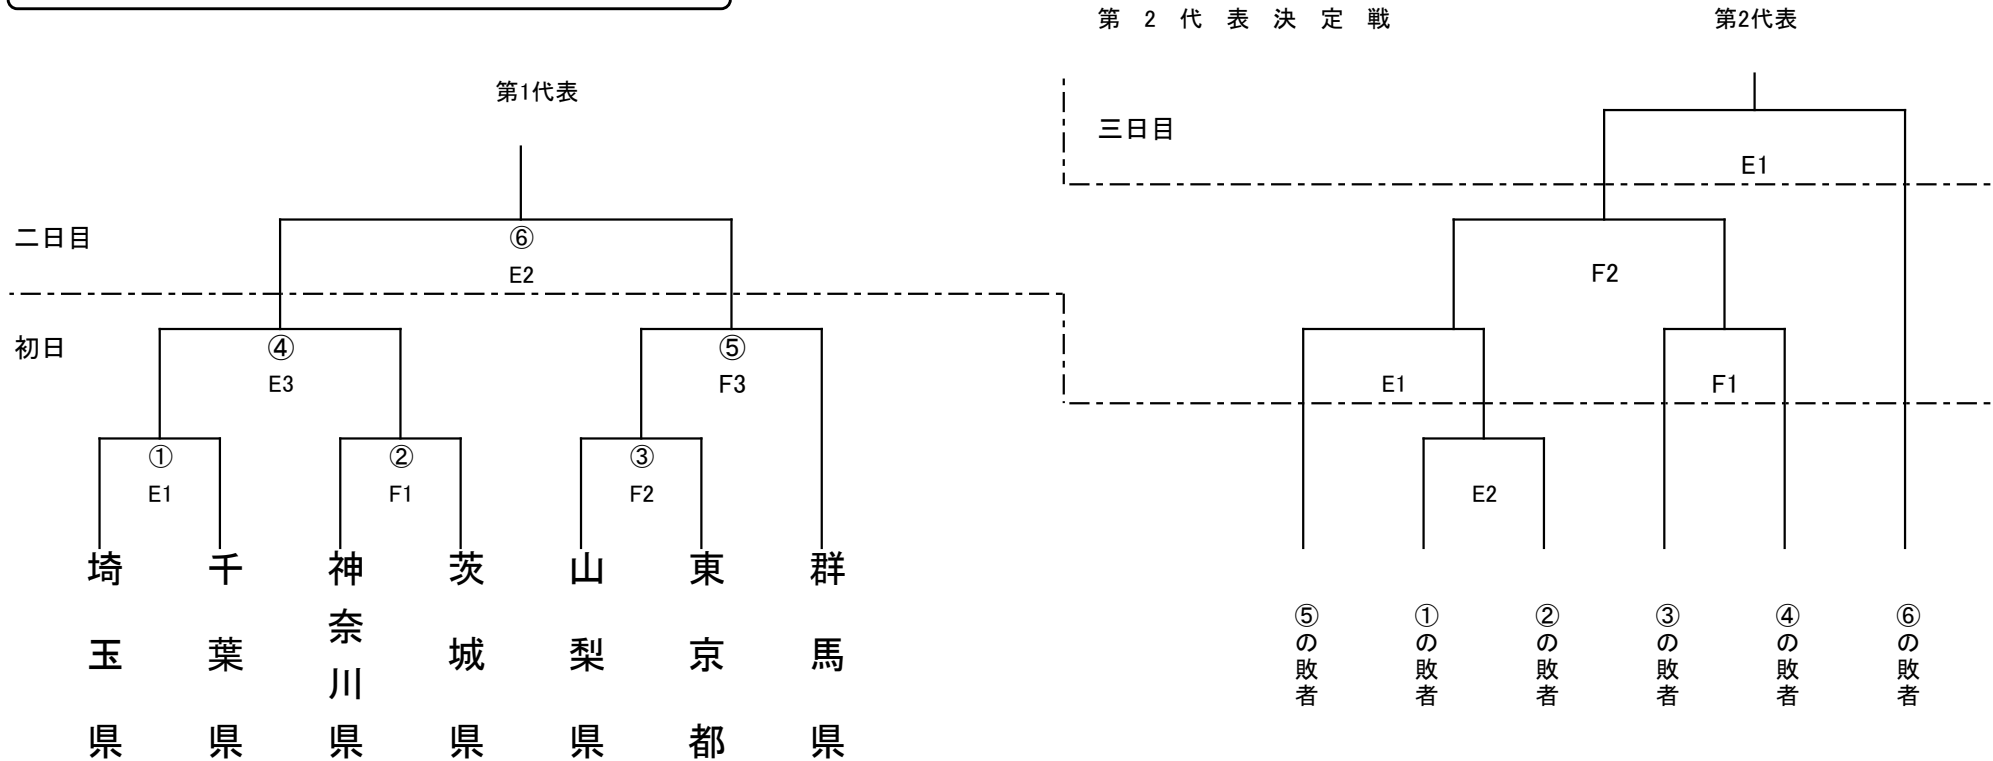 第２代表決定戦
第2代表
第1代表
三日目
E1
二日目
⑥
E2
F2
初日
④
⑤
E3
F3
E1
F1
①
②
③
E1
F1
F2
E2
埼玉県
千葉県
神奈川県
茨城県
山梨県
東京都
群馬県
⑤の敗者
①の敗者
②の敗者
③の敗者
④の敗者
⑥の敗者